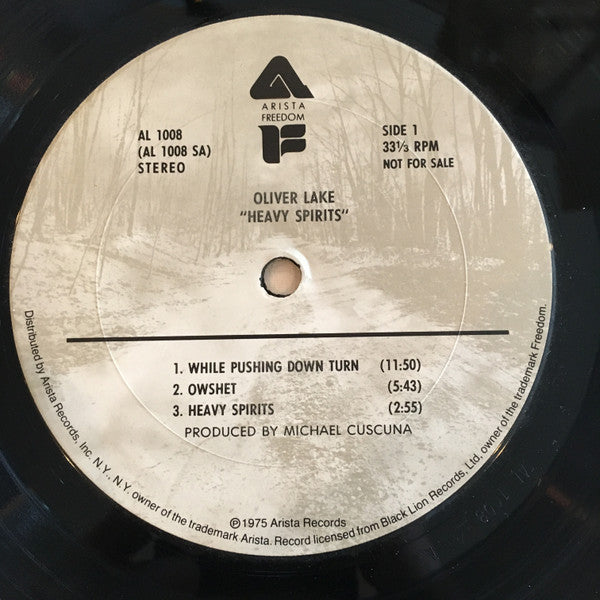 ARISTA
FREEDOM
AL 1008
(AL 1008 SA)
STEREO
SIDE 1
33⅓ RPM
NOT FOR SALE
OLIVER LAKE
"HEAVY SPIRITS"
1. WHILE PUSHING DOWN TURN (11:50)
2. OWSHET (5:43)
3. HEAVY SPIRITS (2:55)
PRODUCED BY MICHAEL CUSCUNA
℗1975 Arista Records
Distributed by Arista Records, Inc. N.Y., N.Y. owner of the trademark Arista. Record licensed from Black Lion Records, Ltd. owner of the trademark Freedom.